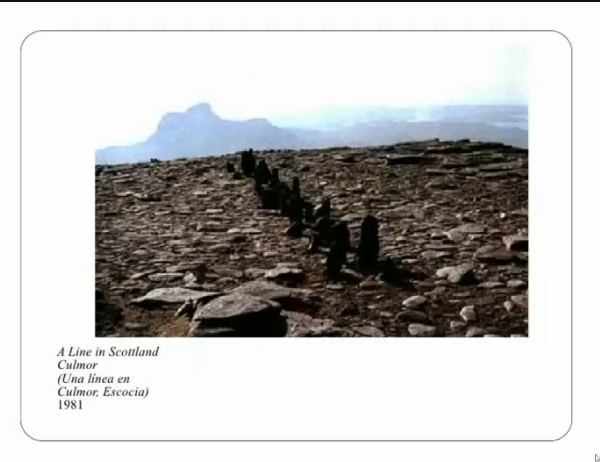 A Line in Scottland
Culmor
(Una línea en
Culmor, Escocia)
1981